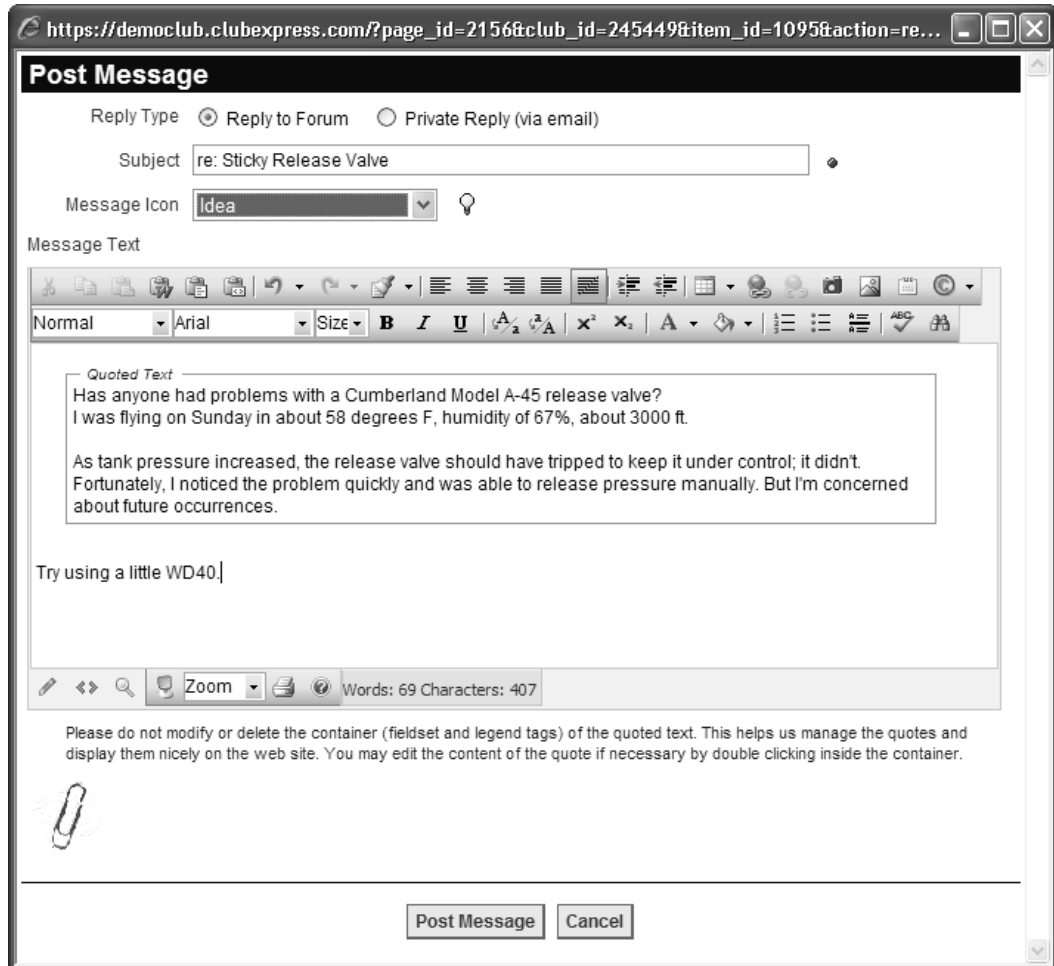 https://democlub.clubexpress.com/?page_id=2156&club_id=245449&item_id=1095&action=re...
Post Message
Reply Type Reply to Forum Private Reply (via email)
Subject re: Sticky Release Valve
Message Icon Idea
Message Text
Normal Arial Size B I U A a a A x² x₂ A ABC
Quoted Text
Has anyone had problems with a Cumberland Model A-45 release valve?
I was flying on Sunday in about 58 degrees F, humidity of 67%, about 3000 ft.
As tank pressure increased, the release valve should have tripped to keep it under control; it didn't.
Fortunately, I noticed the problem quickly and was able to release pressure manually. But I'm concerned
about future occurrences.
Try using a little WD40.
Zoom Words: 69 Characters: 407
Please do not modify or delete the container (fieldset and legend tags) of the quoted text. This helps us manage the quotes and
display them nicely on the web site. You may edit the content of the quote if necessary by double clicking inside the container.
Post Message Cancel